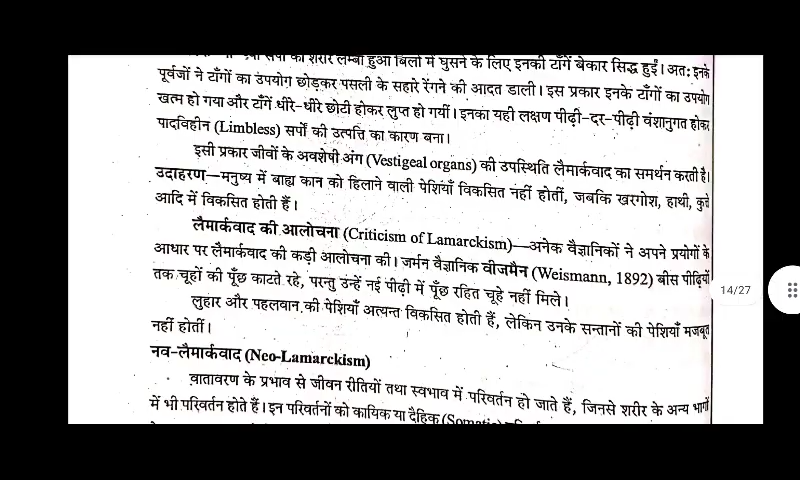 का शरीर लम्बा हुआ बिलों में घुसने के लिए इनकी टाँगें बेकार सिद्ध हुईं। अतः इनके
पूर्वजों ने टाँगों का उपयोग छोड़कर पसली के सहारे रेंगने की आदत डाली। इस प्रकार इनके टाँगों का उपयोग
खत्म हो गया और टाँगें धीरे-धीरे छोटी होकर लुप्त हो गयीं। इनका यही लक्षण पीढ़ी-दर-पीढ़ी वंशानुगत होकर
पादविहीन (Limbless) सर्पों की उत्पत्ति का कारण बना।
इसी प्रकार जीवों के अवशेषी अंग (Vestigeal organs) की उपस्थिति लैमार्कवाद का समर्थन करती है।
उदाहरण—मनुष्य में बाह्य कान को हिलाने वाली पेशियाँ विकसित नहीं होतीं, जबकि खरगोश, हाथी, कुत्ते
आदि में विकसित होती हैं।
लैमार्कवाद की आलोचना (Criticism of Lamarckism)—अनेक वैज्ञानिकों ने अपने प्रयोगों के
आधार पर लैमार्कवाद की कड़ी आलोचना की। जर्मन वैज्ञानिक वीजमैन (Weismann, 1892) बीस पीढ़ियों
तक चूहों की पूँछ काटते रहे, परन्तु उन्हें नई पीढ़ी में पूँछ रहित चूहे नहीं मिले।
14/27
लुहार और पहलवान की पेशियाँ अत्यन्त विकसित होती हैं, लेकिन उनके सन्तानों की पेशियाँ मजबूत
नहीं होतीं।
नव-लैमार्कवाद (Neo-Lamarckism)
वातावरण के प्रभाव से जीवन रीतियों तथा स्वभाव में परिवर्तन हो जाते हैं, जिनसे शरीर के अन्य भागों
में भी परिवर्तन होते हैं। इन परिवर्तनों को कायिक या दैहिक (Somatic)